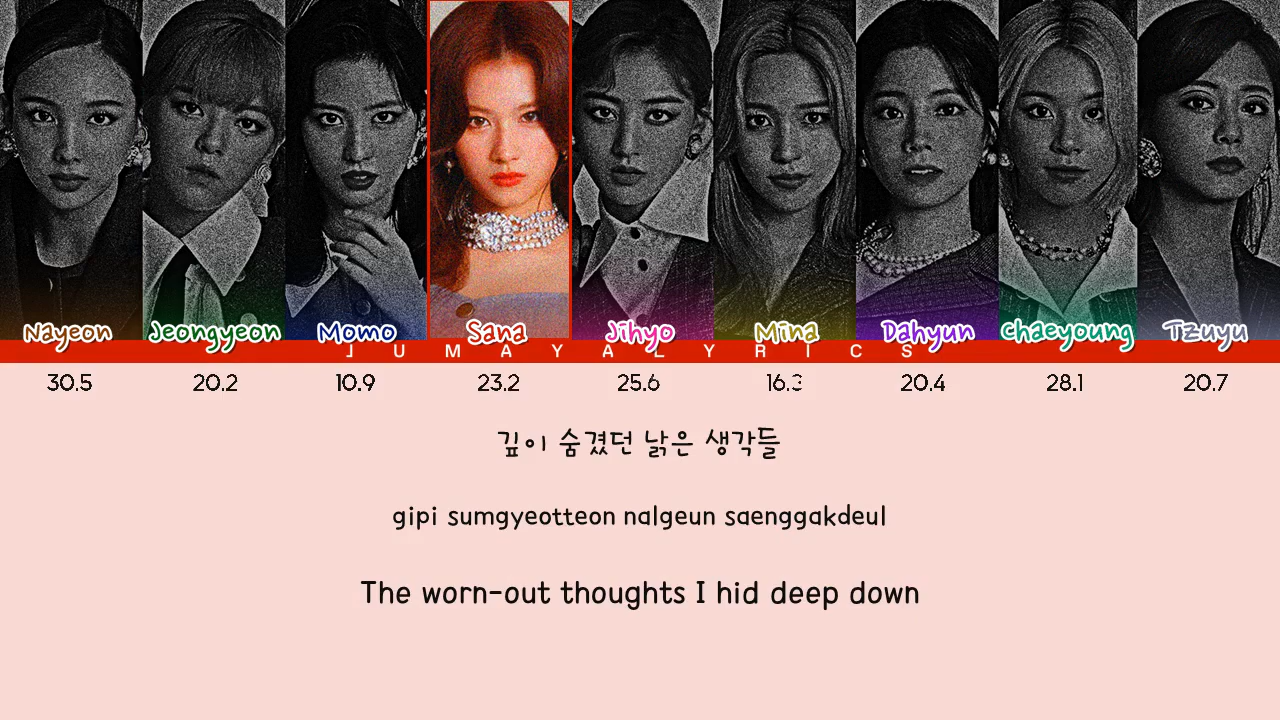 Nayeon Jeongyeon Momo Sana Jihyo Mina Dahyun Chaeyoung Tzuyu
JUMAYA LYRICS
30.5 20.2 10.9 23.2 25.6 16.3 20.4 28.1 20.7
깊이 숨겼던 낡은 생각들
gipi sumgyeotteon nalgeun saenggakdeul
The worn-out thoughts I hid deep down